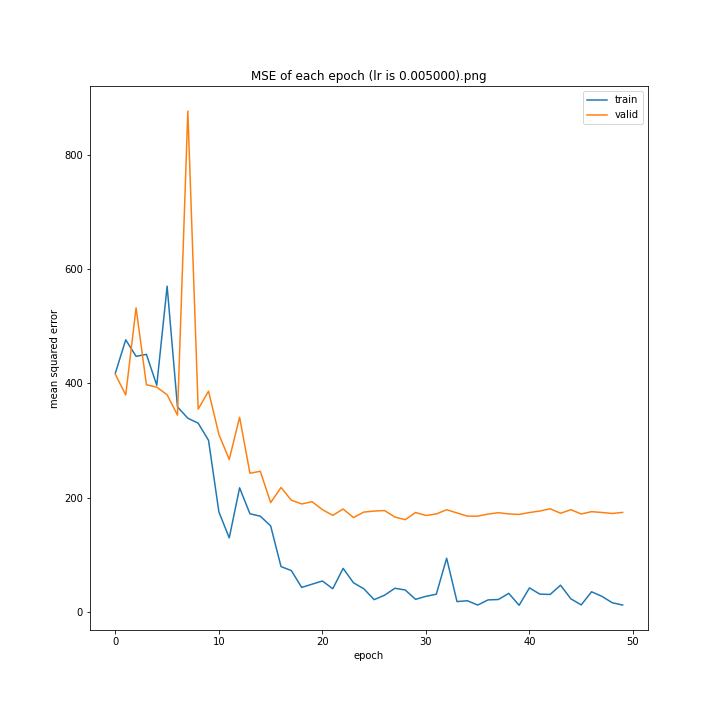 MSE of each epoch (lr is 0.005000).png
train
valid
800
600
400
200
0
mean squared error
0 10 20 30 40 50
epoch